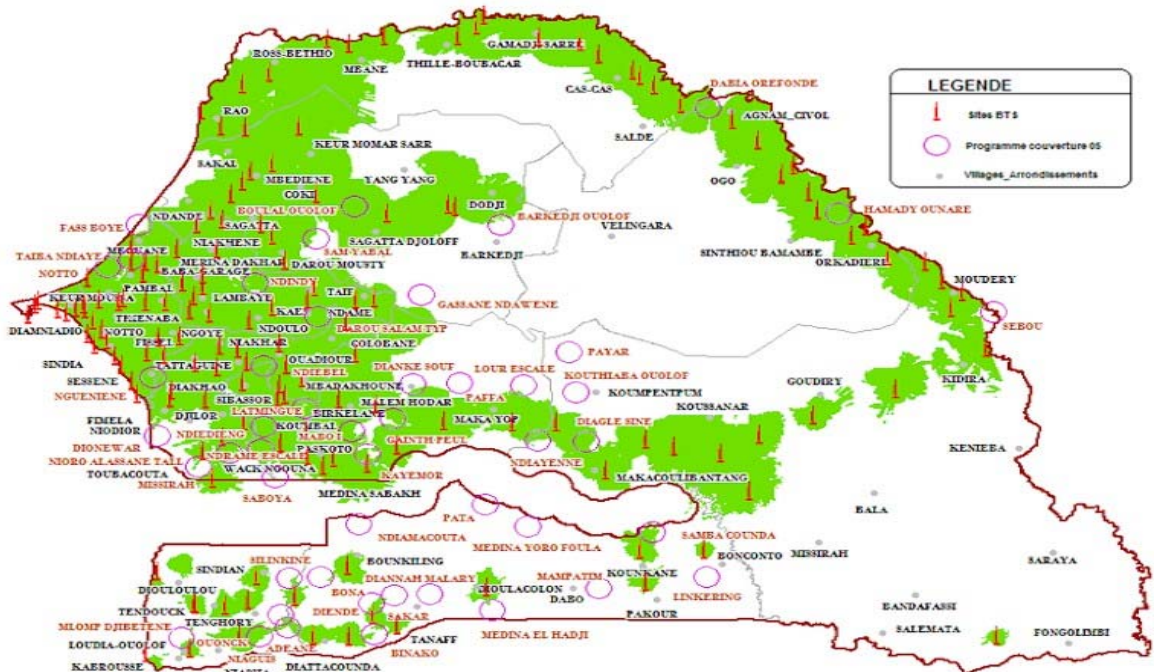 LEGENDE
Sites BTS
Programme couverture 05
Villages_Arrondissements
ROSS-BETHIO
GAMADJI-SARRE
THILLE-BOUBACAR
MBANE
CAS-CAS
DABIA OREFONDE
RAO
AGNAM_CIVOL
SALDE
KEUR MOMAR SARR
SAKAL
MBEDIENE
YANG YANG
OGO
COKI
DODJI
BOULAL OUOLOF
NDANDE
BARKEDJI OUOLOF
HAMADY OUNARE
FASS BOYE
SAGATTA
VELINGARA
NIAKHENE
SAGATTA DJOLOFF
SAM-YABAL
BARKEDJI
SINTHIOU BAMAMBE
TAIBA NDIAYE
MERINA DAKHAR
DAROU MOUSTY
ORKADIERE
NOTTO
BABA-GARAGE
MOUDERY
PAMBAL
NDINDY
KEUR MOUSSA
LAMBAYE
TAIF
GASSANE NDAWENE
NDAME
SEBOU
DIAMNIADIO
NOTTO
NGOYE
NDOULO
DAROU SALAM TYP
FISSEL
NIAKHAR
COLOBANE
PAYAR
SINDIA
TATTAGUINE
OUADIOUR
NDIEBEL
DIANKE SOUF
LOUR ESCALE
KOUTHIABA OUOLOF
GOUDIRY
KIDIRA
SESSENE
DIAKHAO
MBADAKHOUNE
KOUMPENTPUM
NGUENIENE
SIBASSOR
MALEM HODAR
PAFFA
KOUSSANAR
FIMELA
DJILOR
LATMINGUE
BIRKELANE
MAKA YOP
DIAGLE SINE
NIODIOR
KOUMBAL
DIONEWAR
NDIEDIENG
MABO I
GAINTH-PEUL
KENIEBA
NIORO ALASSANE TALL
NDRAME ESCALE
PASKOTO
NDIAYENNE
TOUBACOUTA
WACK NGOUNA
KAYEMOR
MISSIRAH
MAKACOULIBANTANG
SABOYA
MEDINA SABAKH
BALA
PATA
NDIAMACOUTA
MEDINA YORO FOULA
SAMBA COUNDA
MISSIRAH
BONCONTO
SARAYA
SINDIAN
SILINKINE
BOUNKILING
KOUNKANE
DIOULOULOU
DIANNAH MALARY
DIOULACOLON
MAMPATIM
BONA
DABO
LINKERING
BANDAFASSI
TENDOUCK
DIENDE
PAKOUR
TENGHORY
SAKAR
MLOMP DJIBETENE
MEDINA EL HADJI
SALEMATA
FONGOLIMBI
LOUDIA-OUOLOF
OUONCK
ADEANE
TANAFF
NIAGUIS
BINAKO
KABROUSSE
DIATTACOUNDA